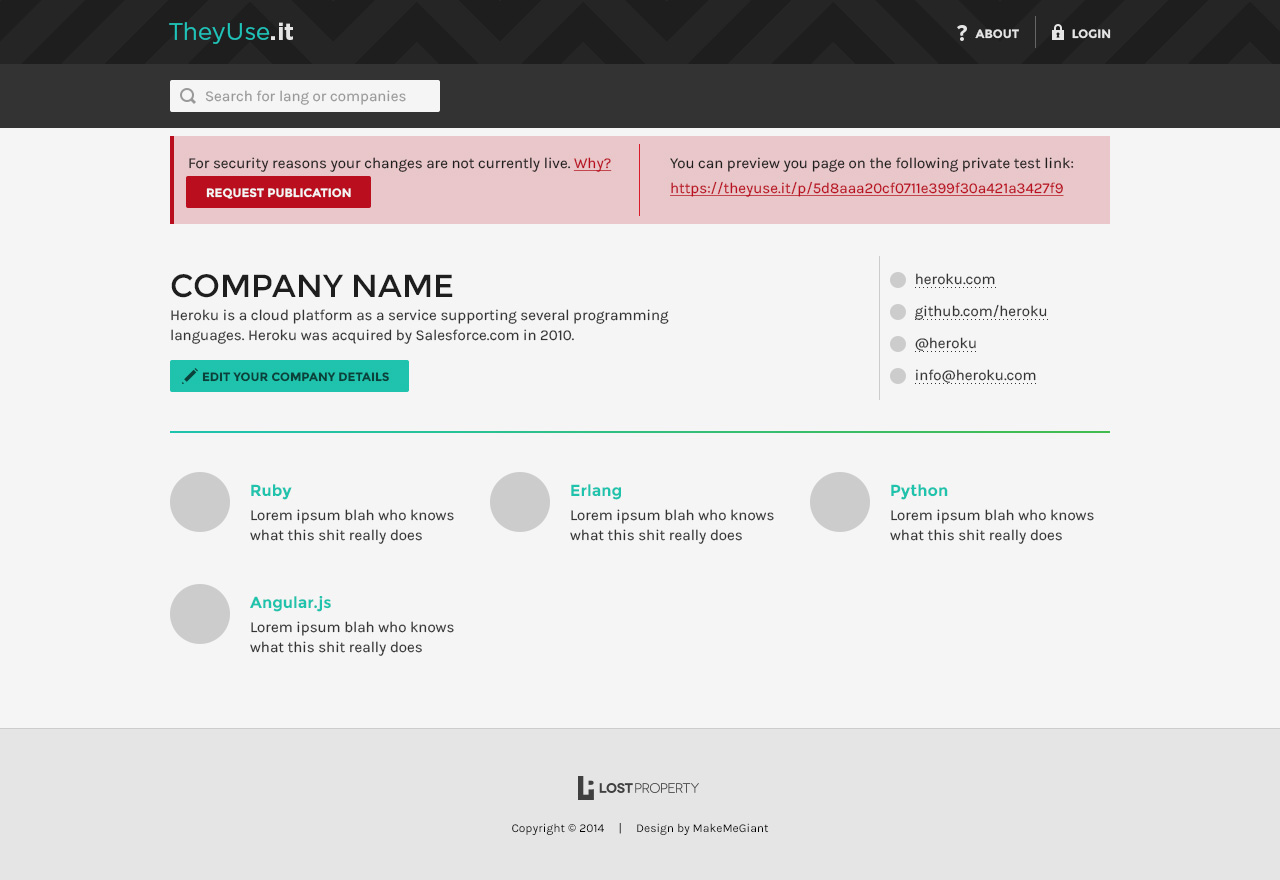 TheyUse.it
? ABOUT
LOGIN
Search for lang or companies
For security reasons your changes are not currently live. Why?
REQUEST PUBLICATION
You can preview you page on the following private test link:
https://theyuse.it/p/5d8aaa20cf0711e399f30a421a3427f9
COMPANY NAME
Heroku is a cloud platform as a service supporting several programming
languages. Heroku was acquired by Salesforce.com in 2010.
EDIT YOUR COMPANY DETAILS
heroku.com
github.com/heroku
@heroku
info@heroku.com
Ruby
Lorem ipsum blah who knows
what this shit really does
Erlang
Lorem ipsum blah who knows
what this shit really does
Python
Lorem ipsum blah who knows
what this shit really does
Angular.js
Lorem ipsum blah who knows
what this shit really does
LOSTPROPERTY
Copyright © 2014 | Design by MakeMeGiant